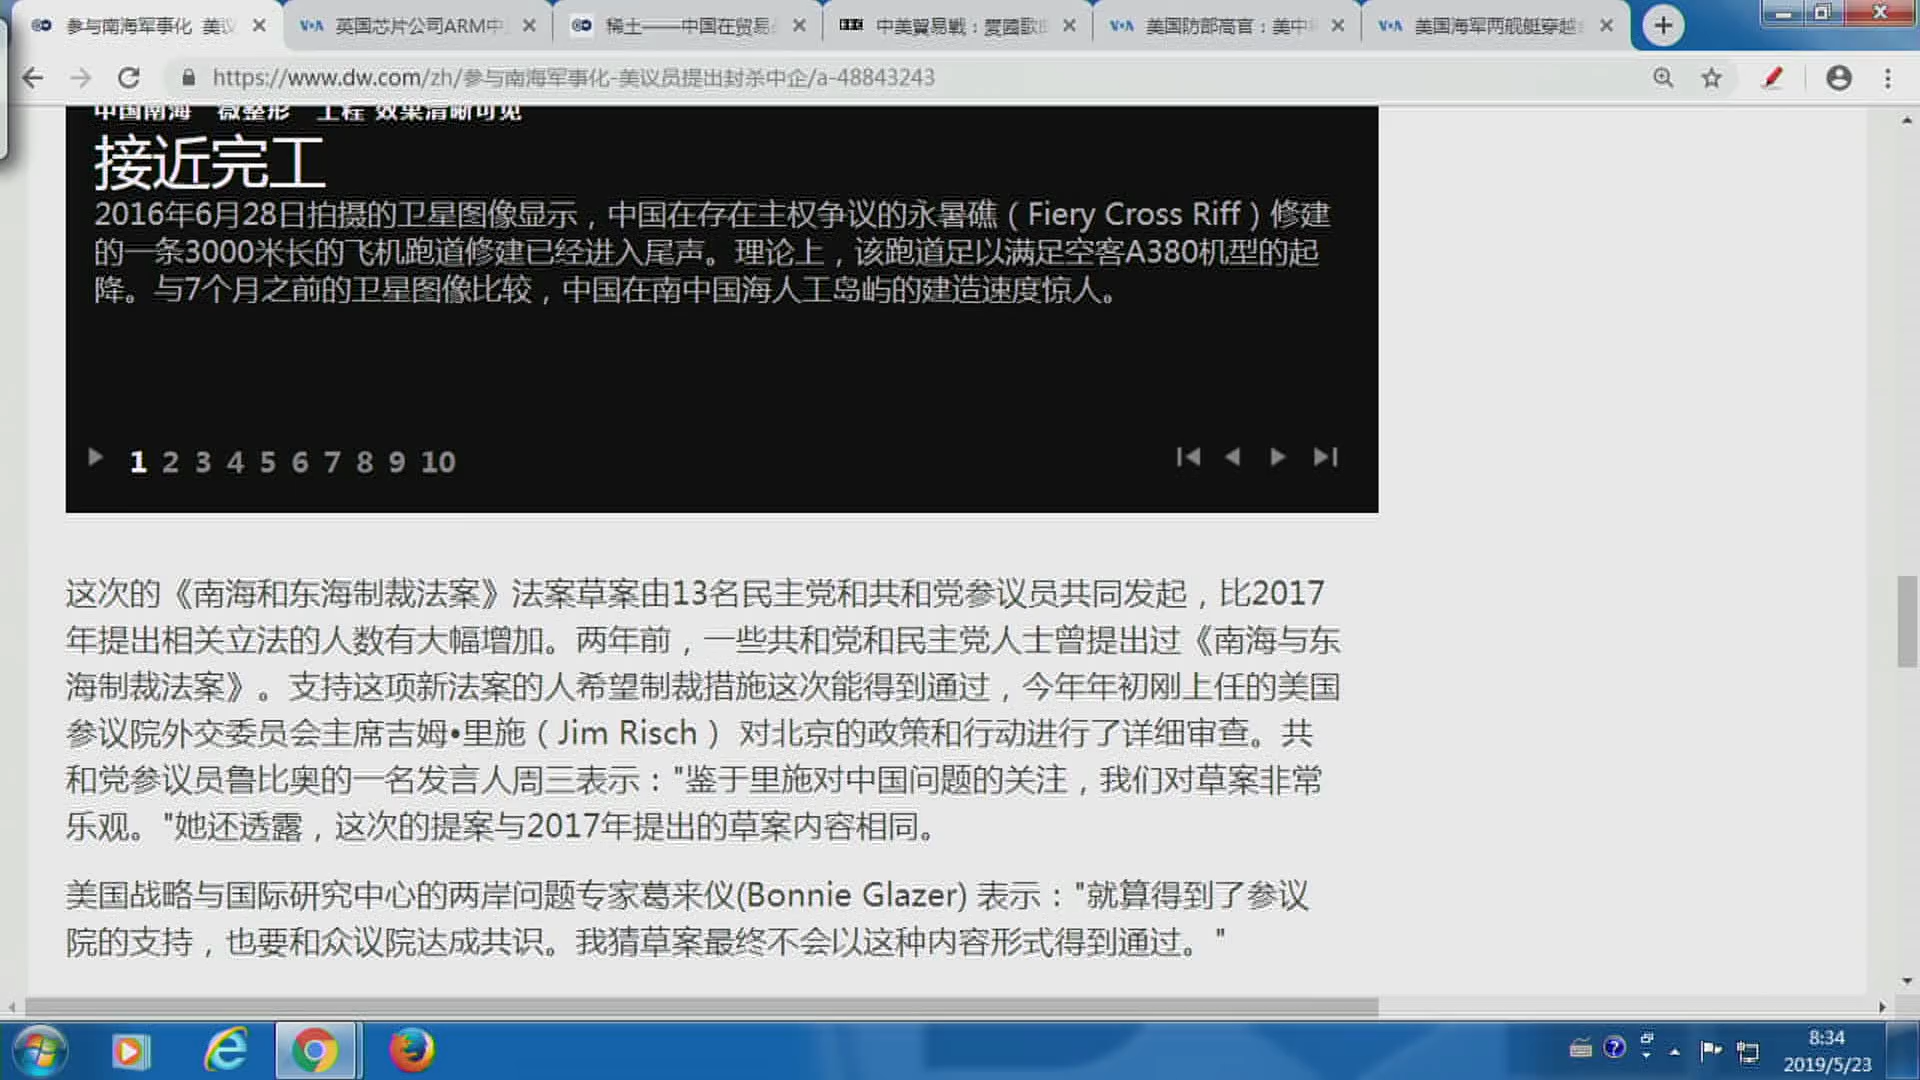 参与南海军事化 美议
英国芯片公司ARM中
稀土——中国在贸易
中美貿易戰：愛國歌曲
美国防部高官：美中
美国海军两舰艇穿越
https://www.dw.com/zh/参与南海军事化-美议员提出封杀中企/a-48843243
中国南海"微整形"工程 效果清晰可见
接近完工
2016年6月28日拍摄的卫星图像显示，中国在存在主权争议的永暑礁（Fiery Cross Riff）修建
的一条3000米长的飞机跑道修建已经进入尾声。理论上，该跑道足以满足空客A380机型的起
降。与7个月之前的卫星图像比较，中国在南中国海人工岛屿的建造速度惊人。
1 2 3 4 5 6 7 8 9 10
这次的《南海和东海制裁法案》法案草案由13名民主党和共和党参议员共同发起，比2017
年提出相关立法的人数有大幅增加。两年前，一些共和党和民主党人士曾提出过《南海与东
海制裁法案》。支持这项新法案的人希望制裁措施这次能得到通过，今年年初刚上任的美国
参议院外交委员会主席吉姆•里施（Jim Risch） 对北京的政策和行动进行了详细审查。共
和党参议员鲁比奥的一名发言人周三表示："鉴于里施对中国问题的关注，我们对草案非常
乐观。"她还透露，这次的提案与2017年提出的草案内容相同。
美国战略与国际研究中心的两岸问题专家葛来仪(Bonnie Glazer) 表示："就算得到了参议
院的支持，也要和众议院达成共识。我猜草案最终不会以这种内容形式得到通过。"
8:34
2019/5/23